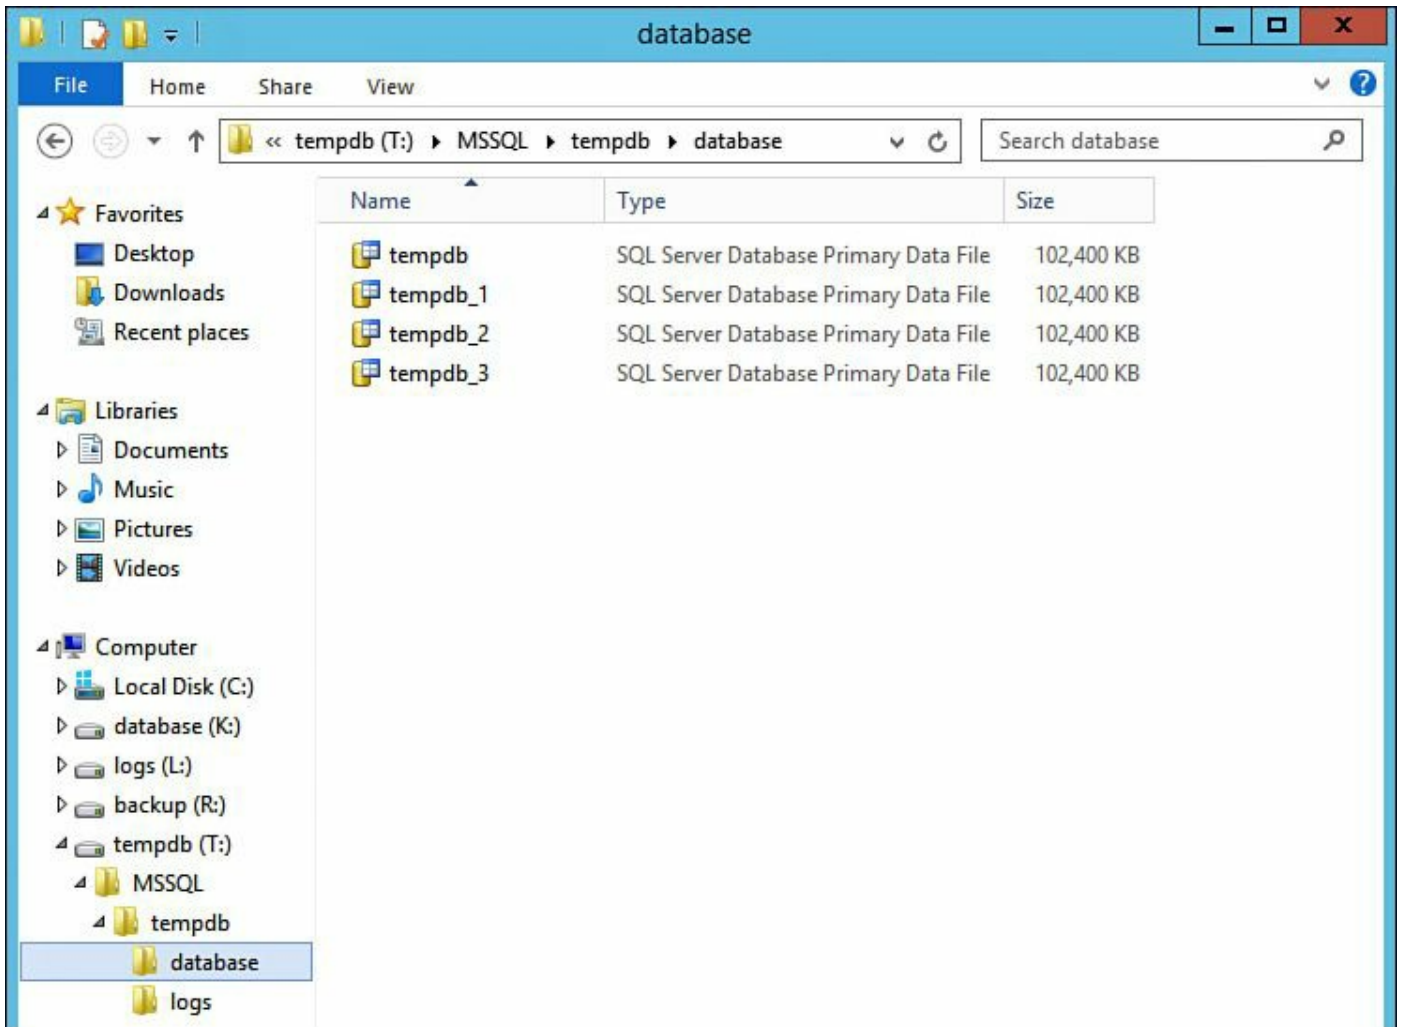 database
File Home Share View
« tempdb (T:) MSSQL tempdb database Search database
Name Type Size
tempdb SQL Server Database Primary Data File 102,400 KB
tempdb_1 SQL Server Database Primary Data File 102,400 KB
tempdb_2 SQL Server Database Primary Data File 102,400 KB
tempdb_3 SQL Server Database Primary Data File 102,400 KB
Favorites
Desktop
Downloads
Recent places
Libraries
Documents
Music
Pictures
Videos
Computer
Local Disk (C:)
database (K:)
logs (L:)
backup (R:)
tempdb (T:)
MSSQL
tempdb
database
logs